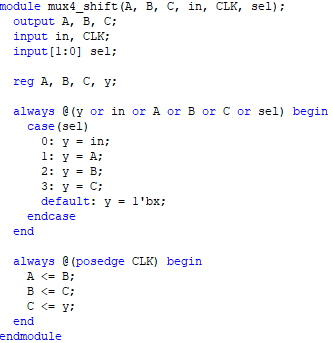 module mux4_shift(A, B, C, in, CLK, sel);
output A, B, C;
input in, CLK;
input[1:0] sel;
reg A, B, C, y;
always @(y or in or A or B or C or sel) begin
case(sel)
0: y = in;
1: y = A;
2: y = B;
3: y = C;
default: y = 1'bx;
endcase
end
always @(posedge CLK) begin
A <= B;
B <= C;
C <= y;
end
endmodule